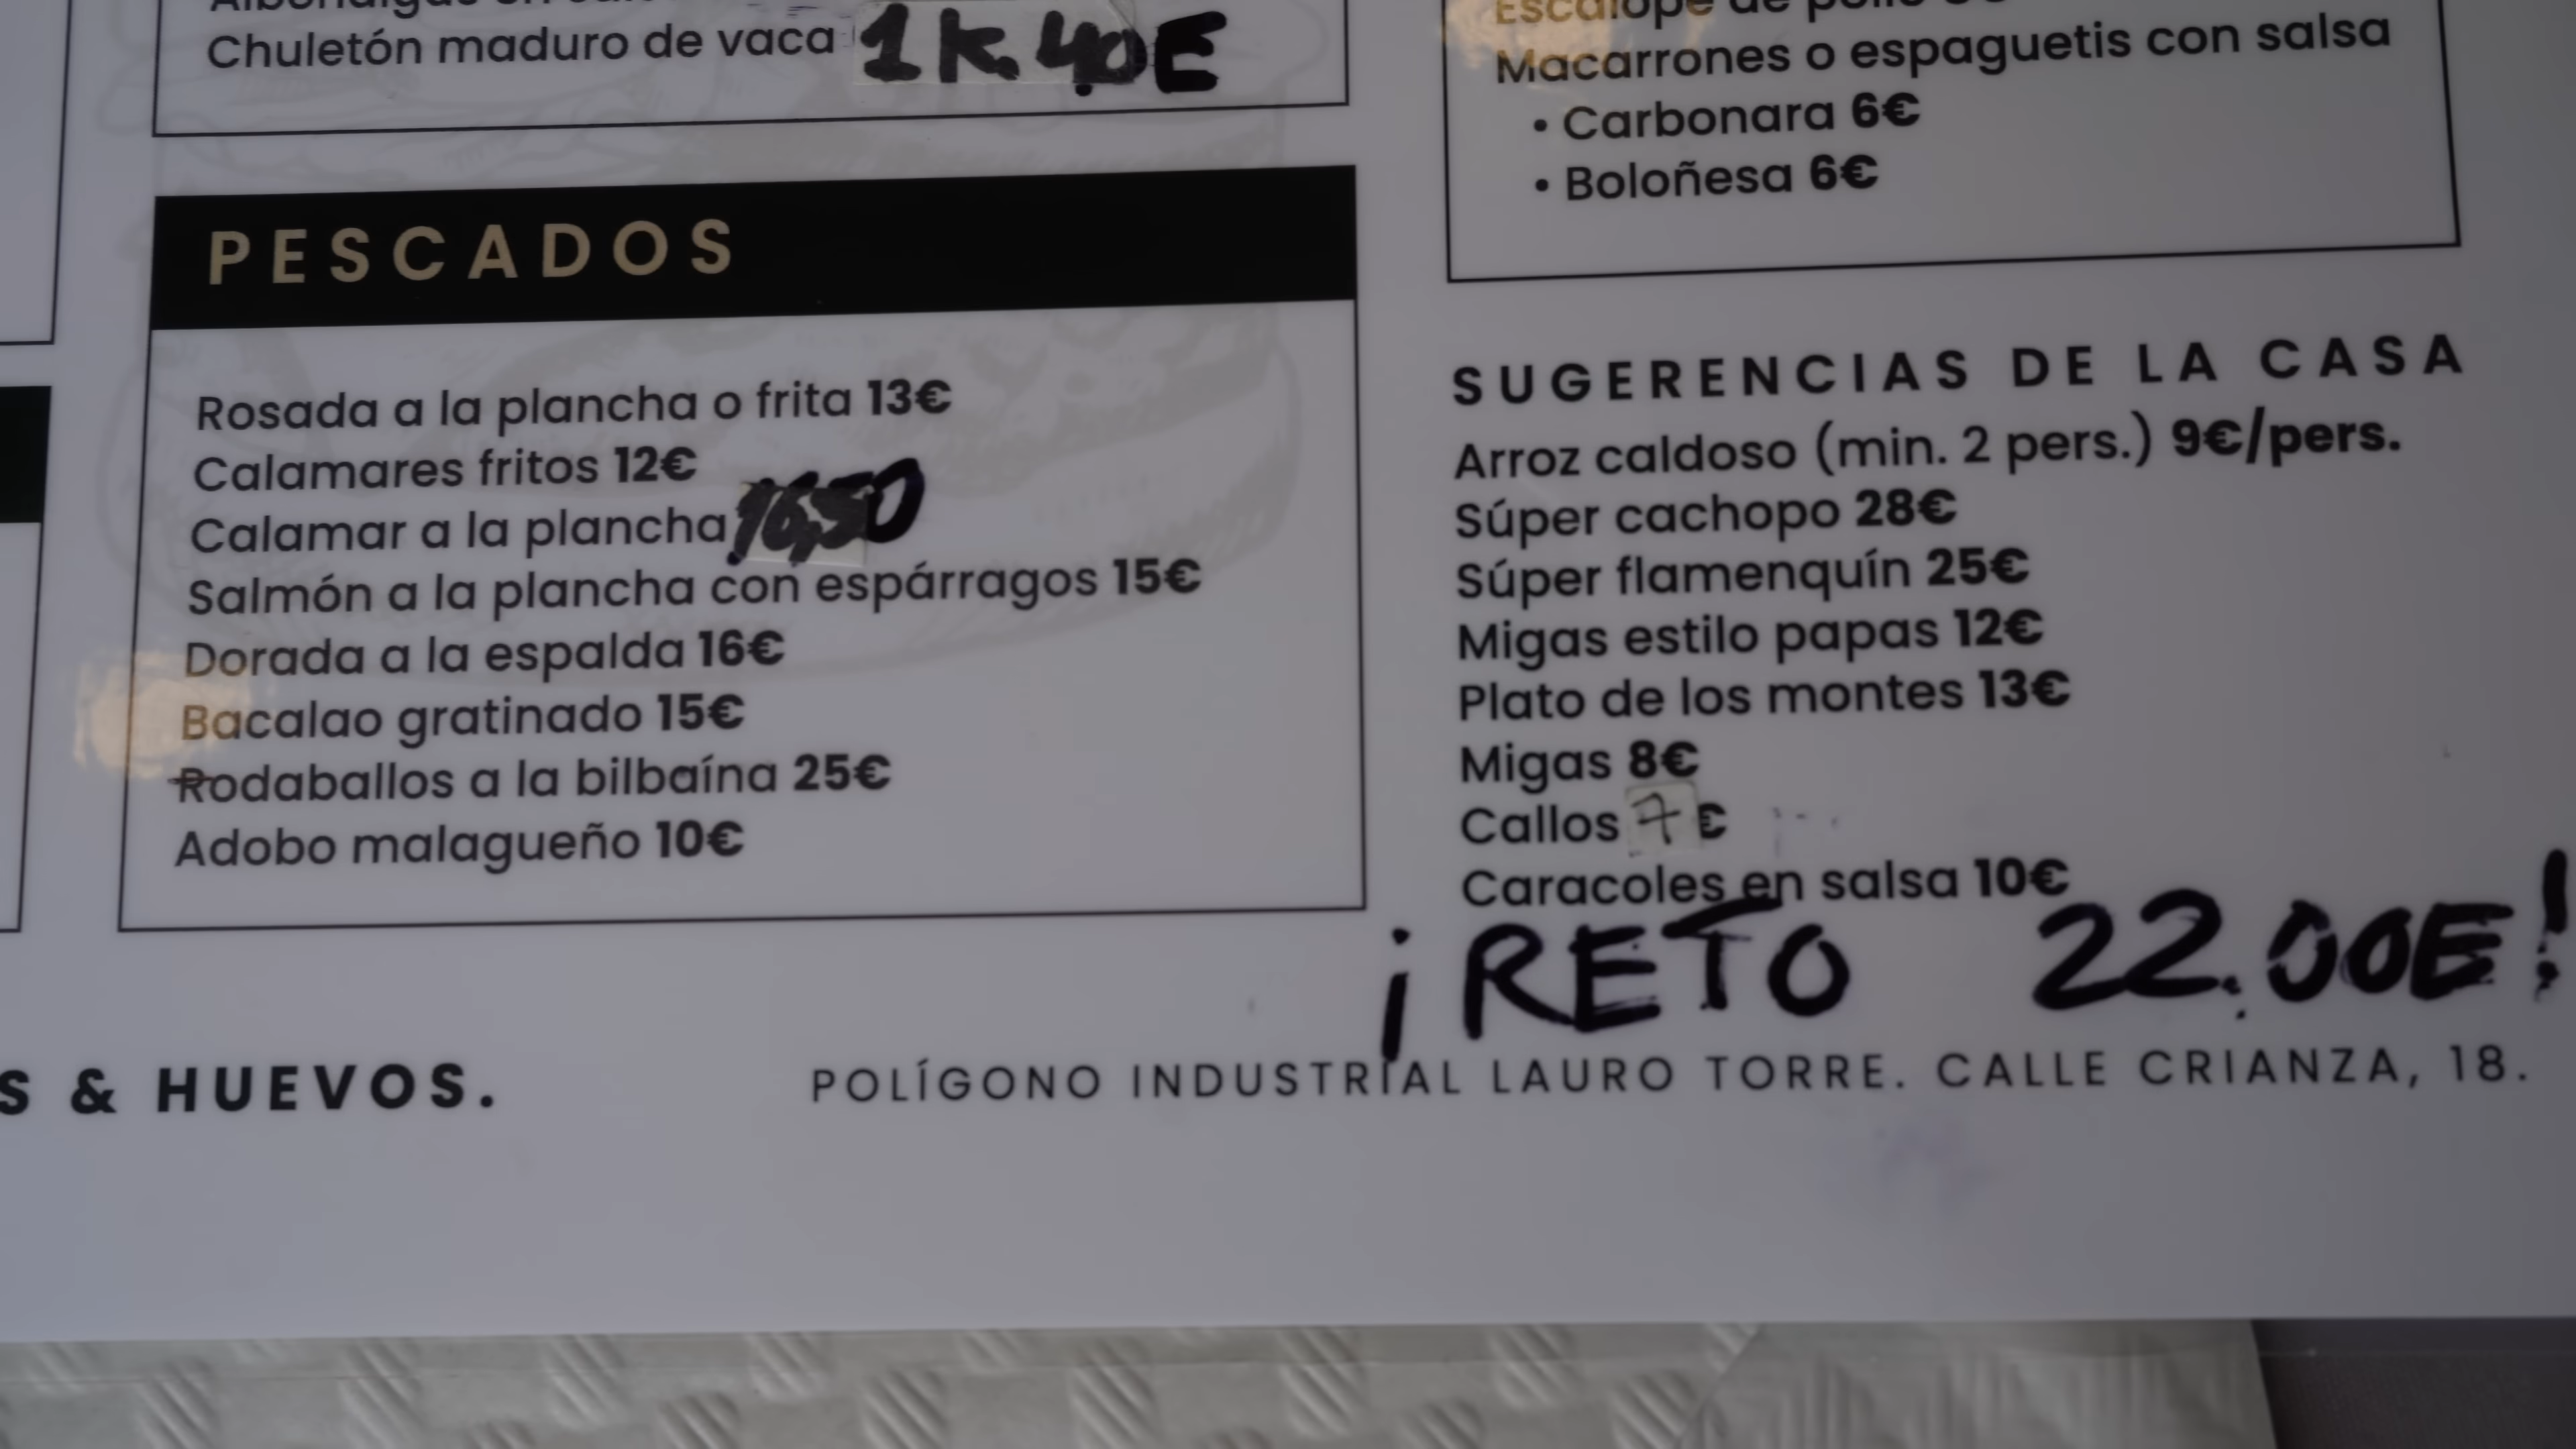 Chuletón maduro de vaca 1K. 40E
PESCADOS
Rosada a la plancha o frita 13€
Calamares fritos 12€
Calamar a la plancha 16,50
Salmón a la plancha con espárragos 15€
Dorada a la espalda 16€
Bacalao gratinado 15€
Rodaballos a la bilbaína 25€
Adobo malagueño 10€
Escalope de pollo
Macarrones o espaguetis con salsa
• Carbonara 6€
• Boloñesa 6€
SUGERENCIAS DE LA CASA
Arroz caldoso (min. 2 pers.) 9€/pers.
Súper cachopo 28€
Súper flamenquín 25€
Migas estilo papas 12€
Plato de los montes 13€
Migas 8€
Callos 7€
Caracoles en salsa 10€
¡RETO 22.00E!
S & HUEVOS.
POLÍGONO INDUSTRIAL LAURO TORRE. CALLE CRIANZA, 18.